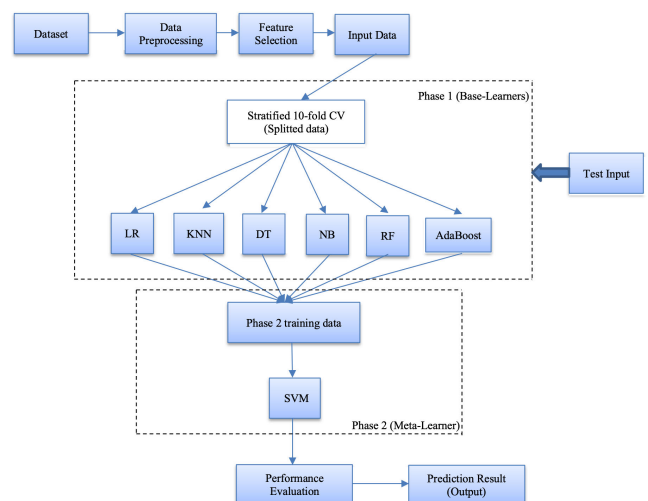 Dataset
Data
Preprocessing
Feature
Selection
Input Data
Phase 1 (Base-Learners)
Stratified 10-fold CV
(Splitted data)
Test Input
LR
KNN
DT
NB
RF
AdaBoost
Phase 2 training data
SVM
Phase 2 (Meta-Learner)
Performance
Evaluation
Prediction Result
(Output)